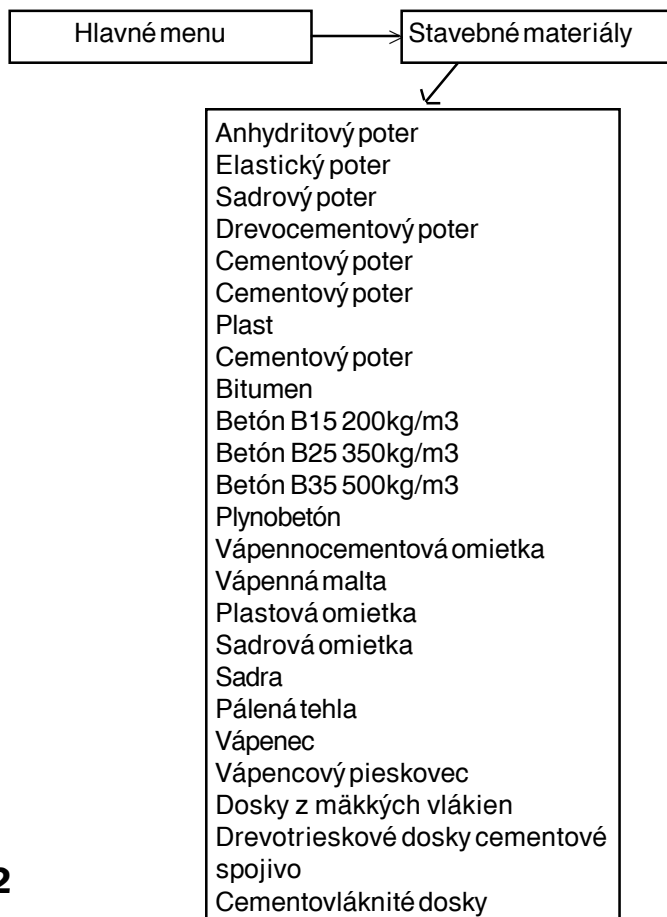 Hlavné menu
Stavebné materiály
Anhydritový poter
Elastický poter
Sadrový poter
Drevocementový poter
Cementový poter
Cementový poter
Plast
Cementový poter
Bitumen
Betón B15 200kg/m3
Betón B25 350kg/m3
Betón B35 500kg/m3
Plynobetón
Vápennocementová omietka
Vápenná malta
Plastová omietka
Sadrová omietka
Sadra
Pálená tehla
Vápenec
Vápencový pieskovec
Dosky z mäkkých vlákien
Drevotrieskové dosky cementové
spojivo
Cementovláknité dosky
2